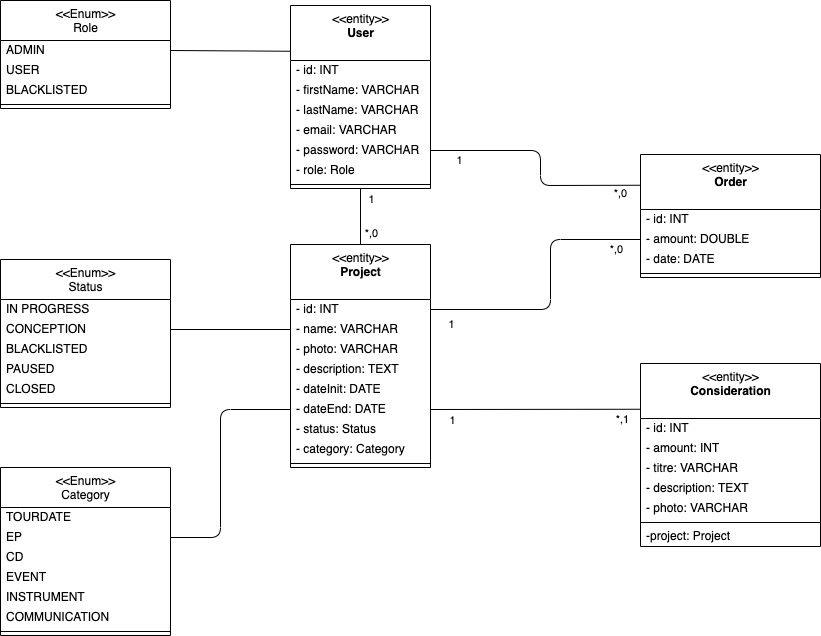 <<Enum>>
Role
ADMIN
USER
BLACKLISTED
<<entity>>
User
- id: INT
- firstName: VARCHAR
- lastName: VARCHAR
- email: VARCHAR
- password: VARCHAR
- role: Role
1
*,0
1
*,0
<<entity>>
Order
- id: INT
- amount: DOUBLE
- date: DATE
*,0
1
<<Enum>>
Status
IN PROGRESS
CONCEPTION
BLACKLISTED
PAUSED
CLOSED
<<entity>>
Project
- id: INT
- name: VARCHAR
- photo: VARCHAR
- description: TEXT
- dateInit: DATE
- dateEnd: DATE
- status: Status
- category: Category
1
*,1
<<entity>>
Consideration
- id: INT
- amount: INT
- titre: VARCHAR
- description: TEXT
- photo: VARCHAR
-project: Project
<<Enum>>
Category
TOURDATE
EP
CD
EVENT
INSTRUMENT
COMMUNICATION